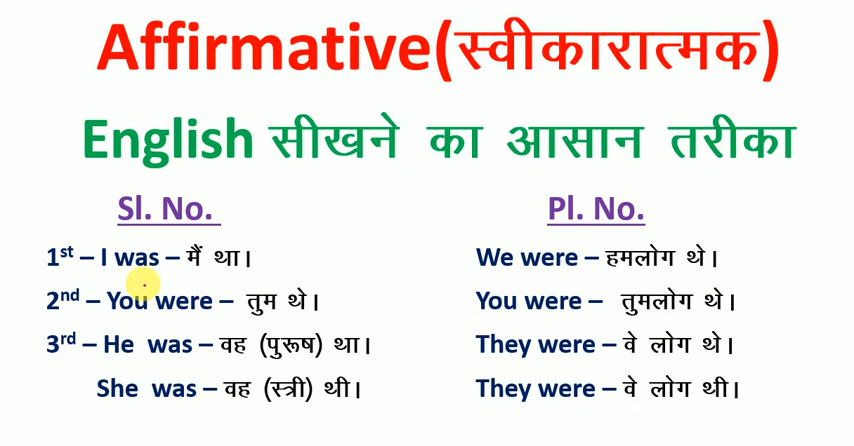 Affirmative(स्वीकारात्मक)
English सीखने का आसान तरीका
Sl. No. Pl. No.
1st – I was – मैं था। We were – हमलोग थे।
2nd – You were – तुम थे। You were – तुमलोग थे।
3rd – He was – वह (पुरूष) था। They were – वे लोग थे।
She was – वह (स्त्री) थी। They were – वे लोग थी।